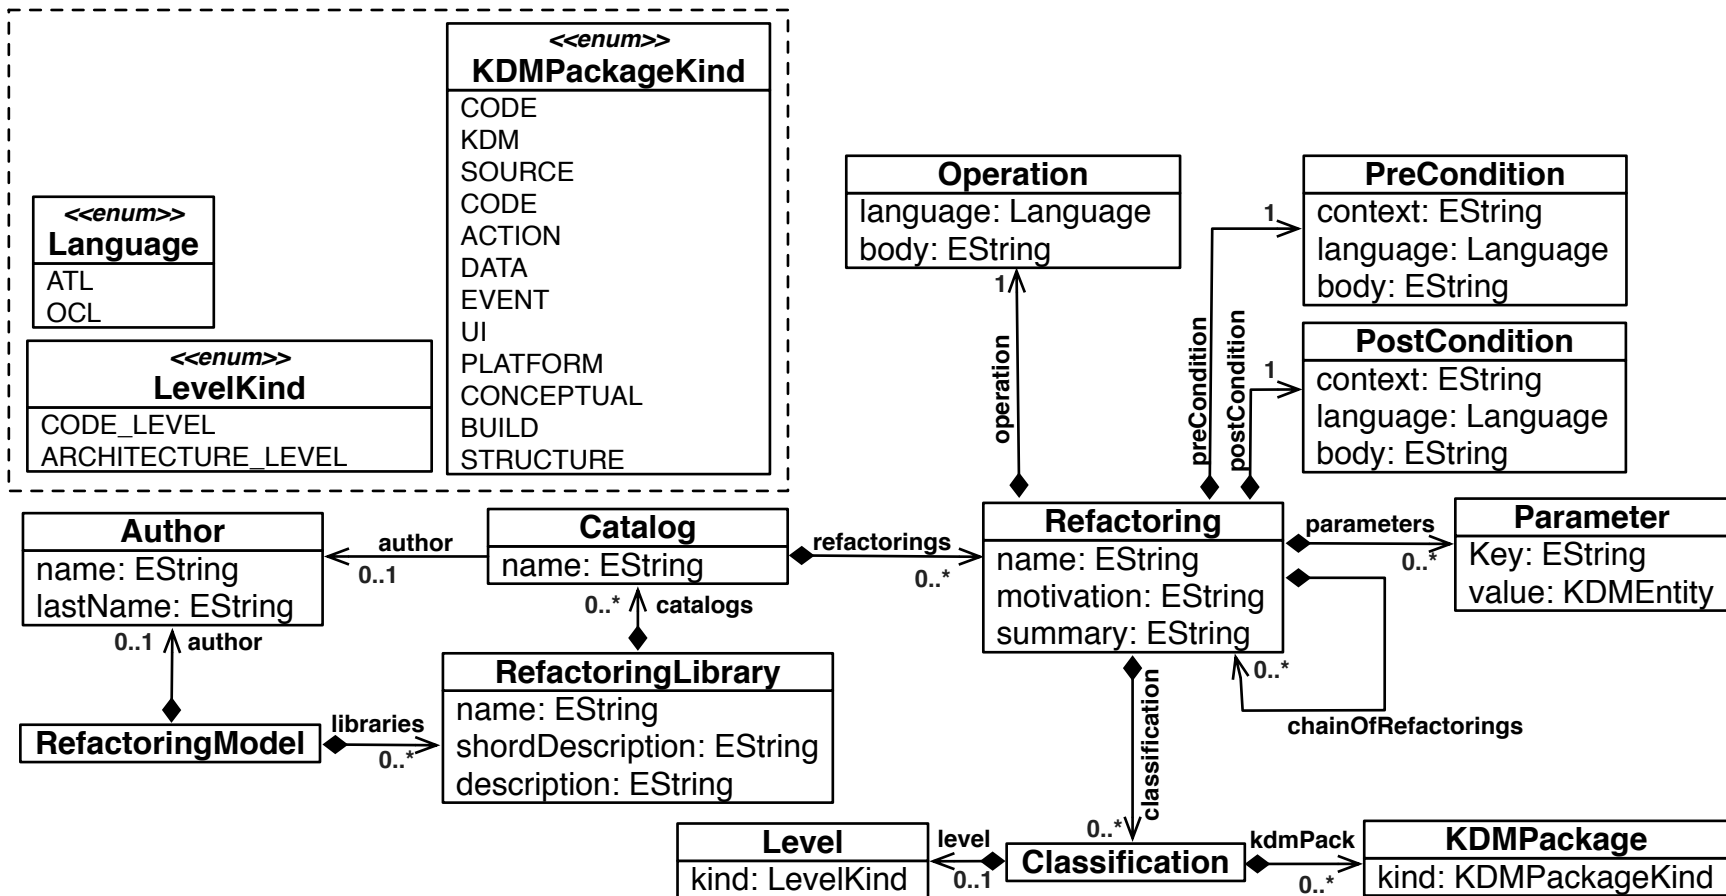 <<enum>>
KDMPackageKind
CODE
KDM
SOURCE
CODE
ACTION
DATA
EVENT
UI
PLATFORM
CONCEPTUAL
BUILD
STRUCTURE
<<enum>>
Language
ATL
OCL
<<enum>>
LevelKind
CODE_LEVEL
ARCHITECTURE_LEVEL
Operation
language: Language
body: EString
1
operation
PreCondition
context: EString
language: Language
body: EString
1
preCondition
PostCondition
context: EString
language: Language
body: EString
1
postCondition
Author
name: EString
lastName: EString
author
0..1
Catalog
name: EString
refactorings
0..*
Refactoring
name: EString
motivation: EString
summary: EString
parameters
0..*
Parameter
Key: EString
value: KDMEntity
0..*
chainOfRefactorings
0..1
author
0..*
catalogs
RefactoringModel
libraries
0..*
RefactoringLibrary
name: EString
shordDescription: EString
description: EString
classification
0..*
Level
kind: LevelKind
level
0..1
Classification
kdmPack
0..*
KDMPackage
kind: KDMPackageKind